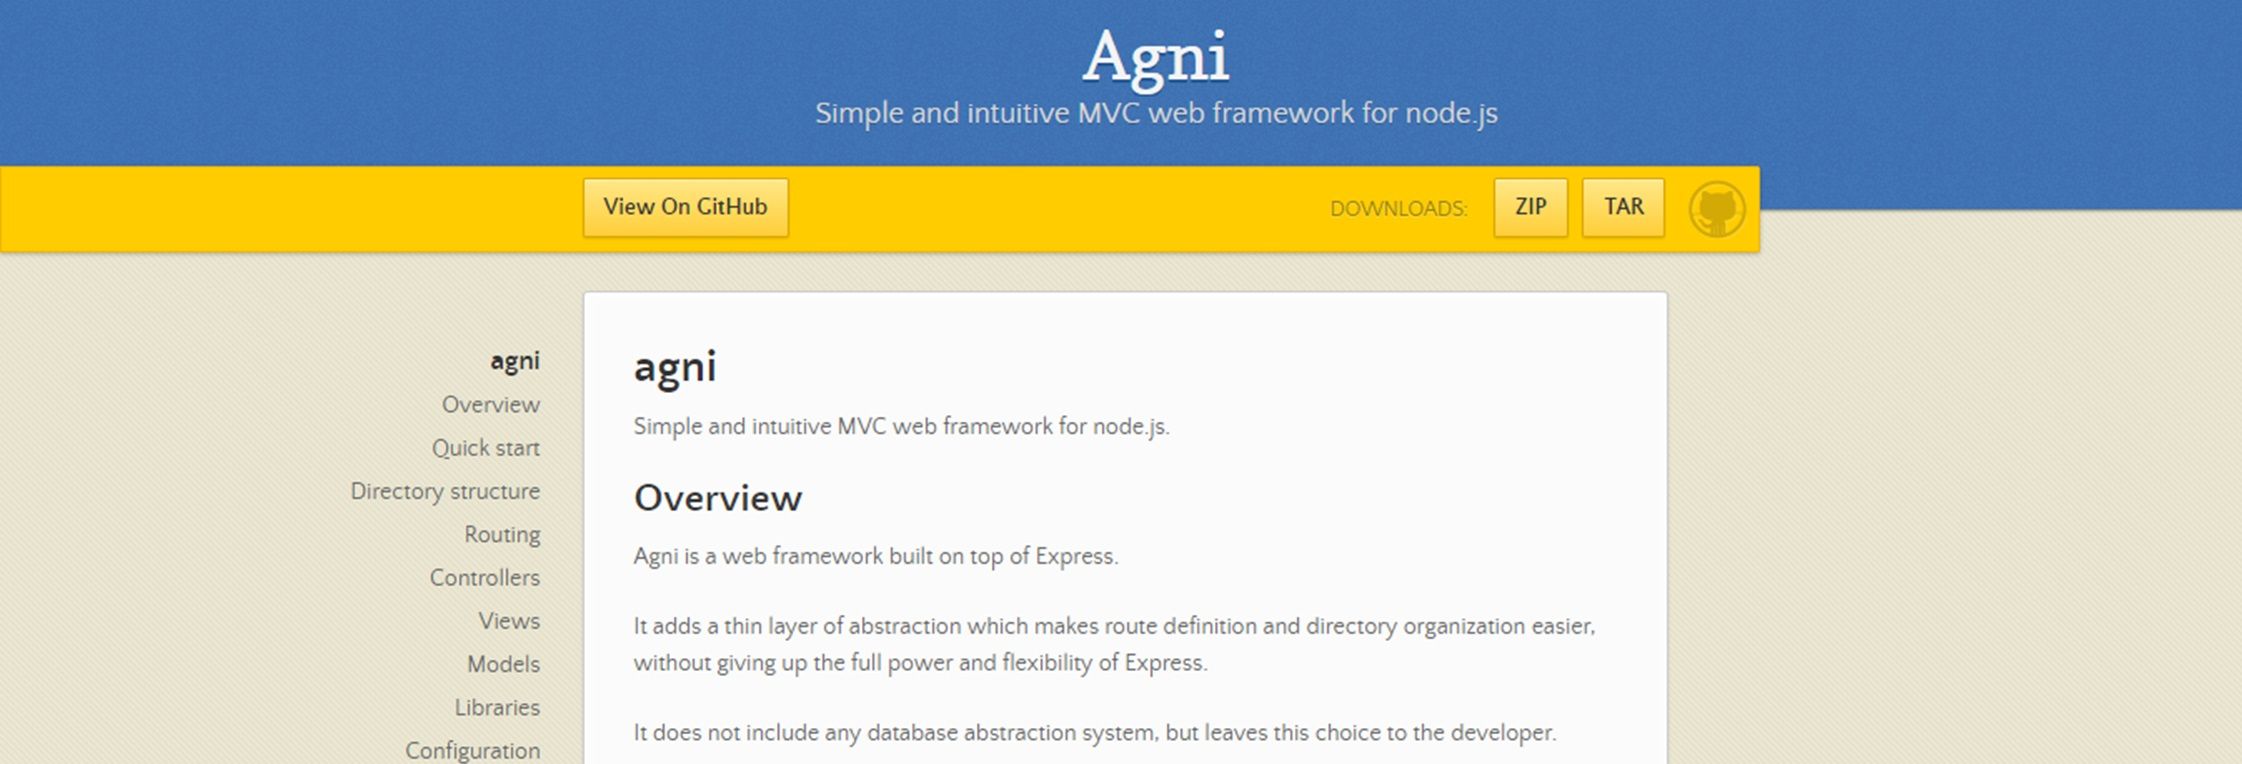 Agni
Simple and intuitive MVC web framework for node.js
View On GitHub
DOWNLOADS:
ZIP
TAR
agni
Overview
Quick start
Directory structure
Routing
Controllers
Views
Models
Libraries
Configuration
agni
Simple and intuitive MVC web framework for node.js.
Overview
Agni is a web framework built on top of Express.
It adds a thin layer of abstraction which makes route definition and directory organization easier,
without giving up the full power and flexibility of Express.
It does not include any database abstraction system, but leaves this choice to the developer.